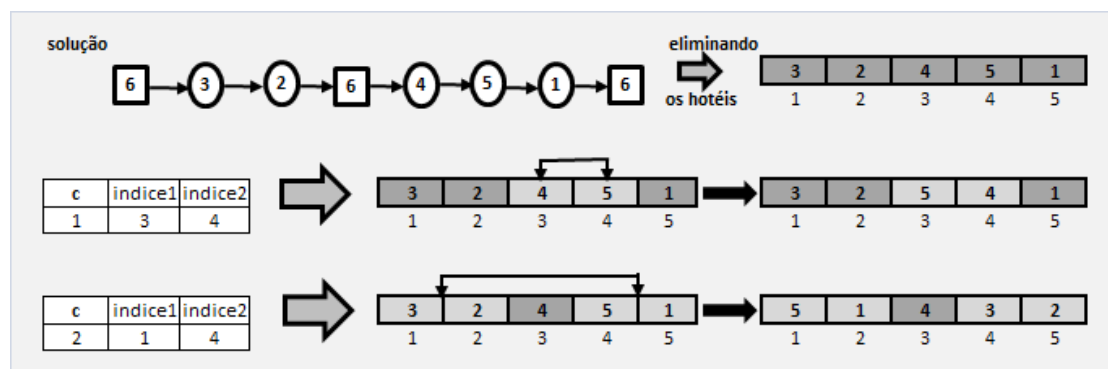 solução
6 3 2 6 4 5 1 6
eliminando
os hotéis
3 2 4 5 1
1 2 3 4 5
c indice1 indice2
1 3 4
3 2 4 5 1
1 2 3 4 5
3 2 5 4 1
1 2 3 4 5
c indice1 indice2
2 1 4
3 2 4 5 1
1 2 3 4 5
5 1 4 3 2
1 2 3 4 5